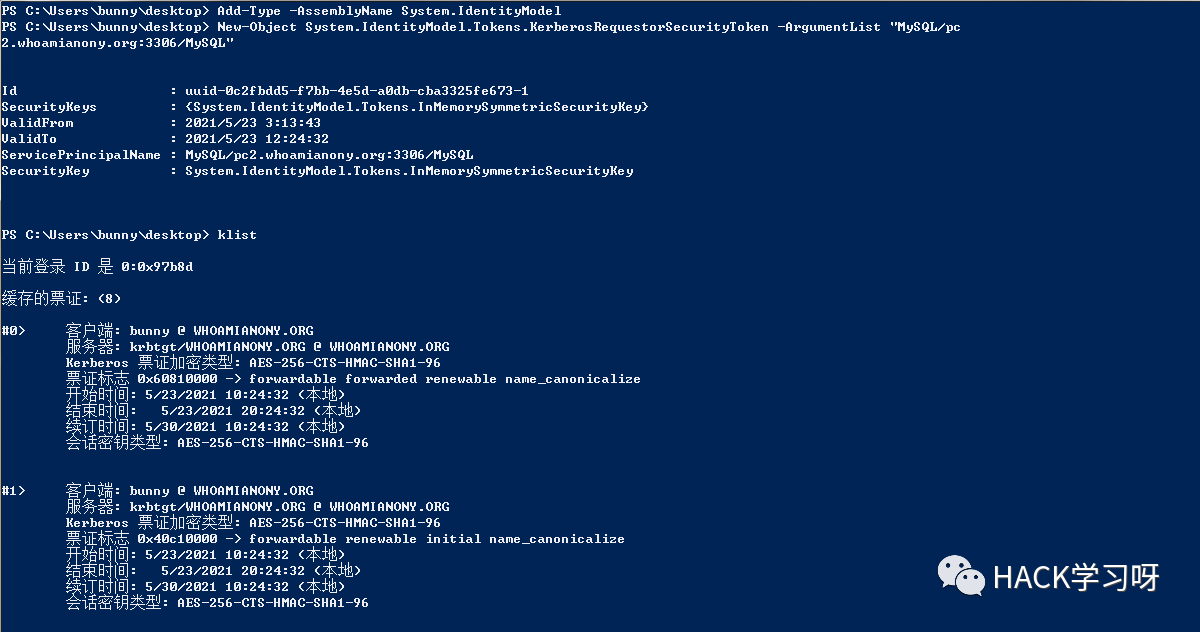 PS C:\Users\bunny\desktop> Add-Type -AssemblyName System.IdentityModel
PS C:\Users\bunny\desktop> New-Object System.IdentityModel.Tokens.KerberosRequestorSecurityToken -ArgumentList "MySQL/pc
2.whoamianony.org:3306/MySQL"
Id : uuid-0c2fbdd5-f7bb-4e5d-a0db-cba3325fe673-1
SecurityKeys : {System.IdentityModel.Tokens.InMemorySymmetricSecurityKey}
ValidFrom : 2021/5/23 3:13:43
ValidTo : 2021/5/23 12:24:32
ServicePrincipalName : MySQL/pc2.whoamianony.org:3306/MySQL
SecurityKey : System.IdentityModel.Tokens.InMemorySymmetricSecurityKey
PS C:\Users\bunny\desktop> klist
当前登录 ID 是 0:0x97b8d
缓存的票证: (8)
#0> 客户端: bunny @ WHOAMIANONY.ORG
服务器: krbtgt/WHOAMIANONY.ORG @ WHOAMIANONY.ORG
Kerberos 票证加密类型: AES-256-CTS-HMAC-SHA1-96
票证标志 0x60810000 -> forwardable forwarded renewable name_canonicalize
开始时间: 5/23/2021 10:24:32 (本地)
结束时间: 5/23/2021 20:24:32 (本地)
续订时间: 5/30/2021 10:24:32 (本地)
会话密钥类型: AES-256-CTS-HMAC-SHA1-96
#1> 客户端: bunny @ WHOAMIANONY.ORG
服务器: krbtgt/WHOAMIANONY.ORG @ WHOAMIANONY.ORG
Kerberos 票证加密类型: AES-256-CTS-HMAC-SHA1-96
票证标志 0x40c10000 -> forwardable renewable initial name_canonicalize
开始时间: 5/23/2021 10:24:32 (本地)
结束时间: 5/23/2021 20:24:32 (本地)
续订时间: 5/30/2021 10:24:32 (本地)
会话密钥类型: AES-256-CTS-HMAC-SHA1-96
HACK学习呀